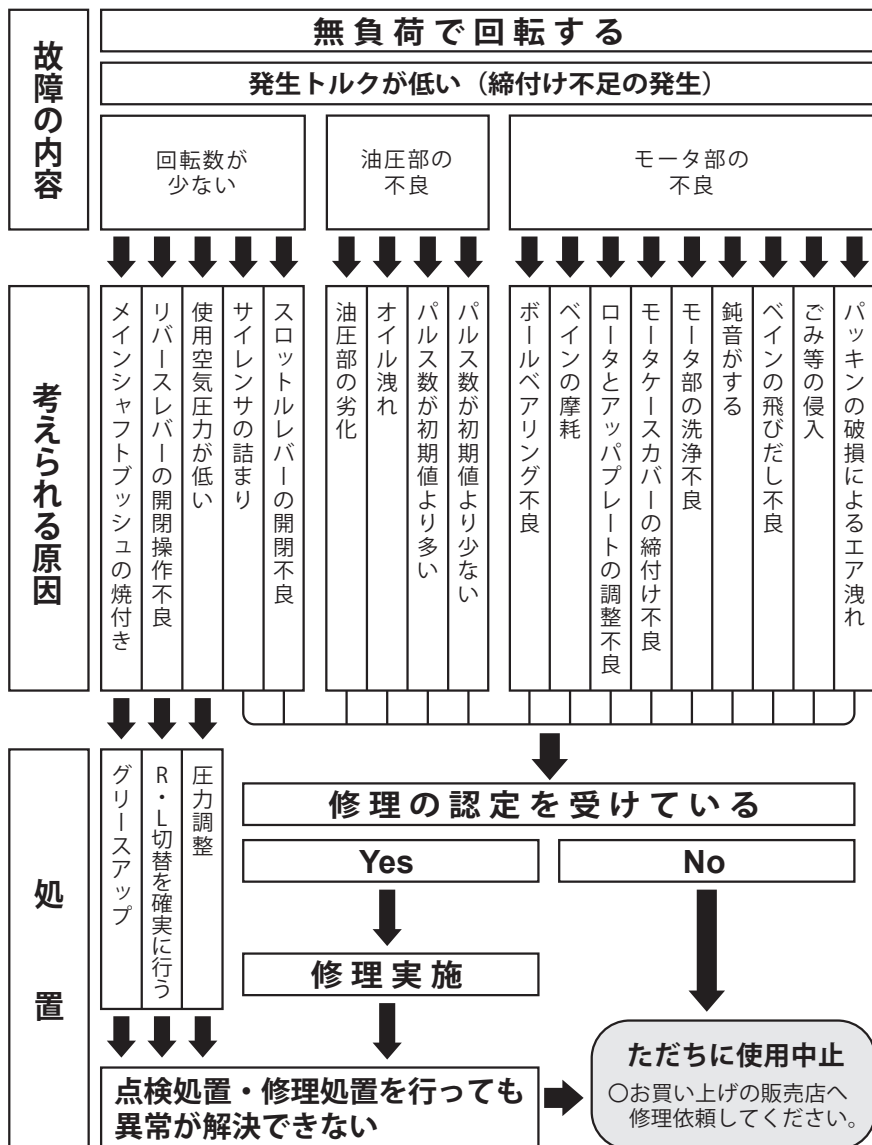 故障の内容
無負荷で回転する
発生トルクが低い（締付け不足の発生）
回転数が
少ない
油圧部の
不良
モータ部の
不良
考えられる原因
メインシャフトブッシュの焼付き
リバースレバーの開閉操作不良
使用空気圧力が低い
サイレンサの詰まり
スロットルレバーの開閉不良
油圧部の劣化
オイル洩れ
パルス数が初期値より多い
パルス数が初期値より少ない
ボールベアリング不良
ベインの摩耗
ロータとアッパプレートの調整不良
モータケースカバーの締付け不良
モータ部の洗浄不良
鈍音がする
ベインの飛びだし不良
ごみ等の侵入
パッキンの破損によるエア洩れ
処置
グリースアップ
R・L切替を確実に行う
圧力調整
修理の認定を受けている
Yes
No
修理実施
点検処置・修理処置を行っても
異常が解決できない
ただちに使用中止
○お買い上げの販売店へ
修理依頼してください。